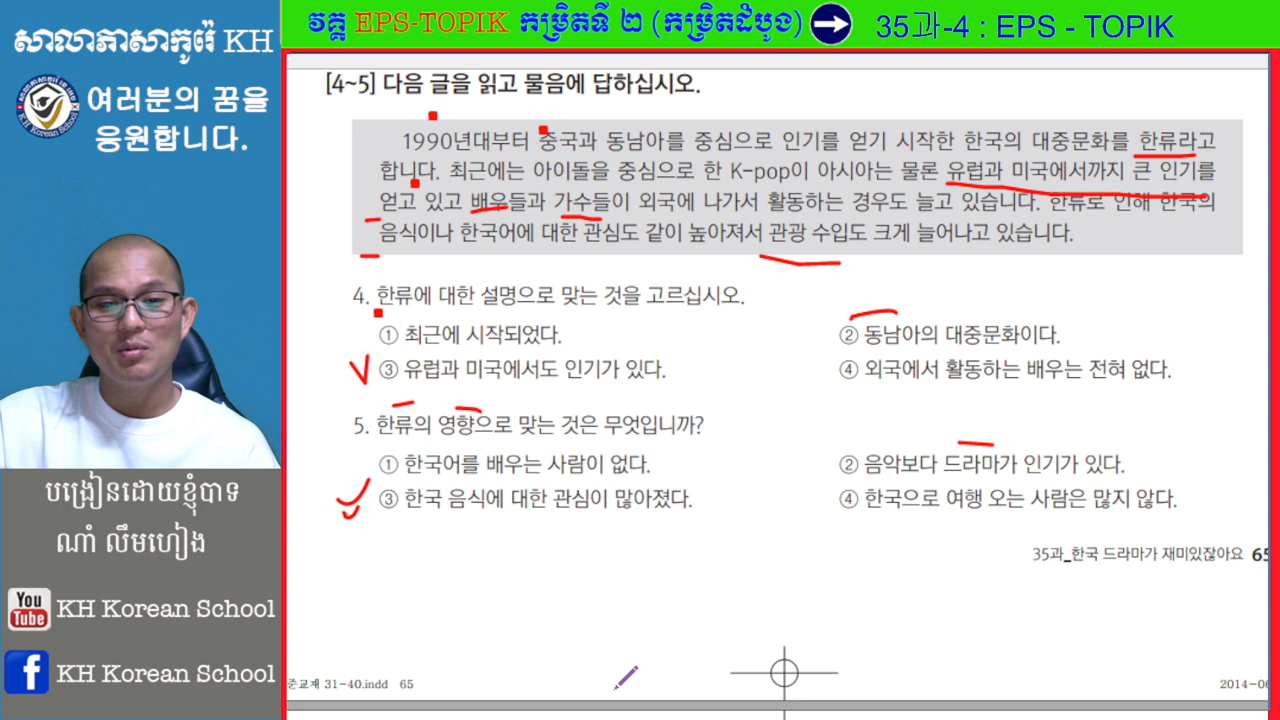 សាលាភាសាកូរ៉េ KH
វគ្គ EPS-TOPIK កម្រិតទី ២ (កម្រិតដំបូង)
35과-4 : EPS - TOPIK
여러분의 꿈을
응원합니다.
[4~5] 다음 글을 읽고 물음에 답하십시오.
1990년대부터 중국과 동남아를 중심으로 인기를 얻기 시작한 한국의 대중문화를 한류라고
합니다. 최근에는 아이돌을 중심으로 한 K-pop이 아시아는 물론 유럽과 미국에서까지 큰 인기를
얻고 있고 배우들과 가수들이 외국에 나가서 활동하는 경우도 늘고 있습니다. 한류로 인해 한국의
음식이나 한국어에 대한 관심도 같이 높아져서 관광 수입도 크게 늘어나고 있습니다.
4. 한류에 대한 설명으로 맞는 것을 고르십시오.
① 최근에 시작되었다.
② 동남아의 대중문화이다.
③ 유럽과 미국에서도 인기가 있다.
④ 외국에서 활동하는 배우는 전혀 없다.
5. 한류의 영향으로 맞는 것은 무엇입니까?
① 한국어를 배우는 사람이 없다.
② 음악보다 드라마가 인기가 있다.
③ 한국 음식에 대한 관심이 많아졌다.
④ 한국으로 여행 오는 사람은 많지 않다.
35과_한국 드라마가 재미있잖아요 65
준교재 31-40.indd 65
2014-06
បង្រៀនដោយខ្ញុំបាទ
ណាំ លឹមហៀង
You Tube KH Korean School
f KH Korean School